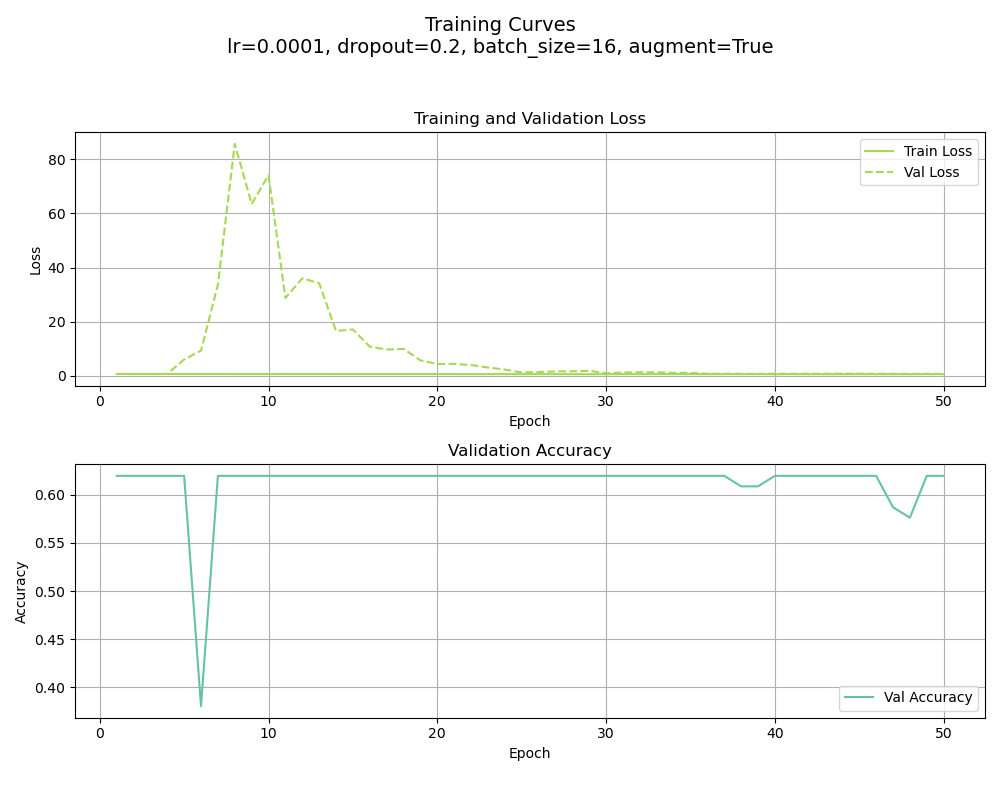 Training Curves
lr=0.0001, dropout=0.2, batch_size=16, augment=True
Training and Validation Loss
Train Loss
Val Loss
Loss
80
60
40
20
0
0 10 20 30 40 50
Epoch
Validation Accuracy
Accuracy
0.60
0.55
0.50
0.45
0.40
Val Accuracy
0 10 20 30 40 50
Epoch